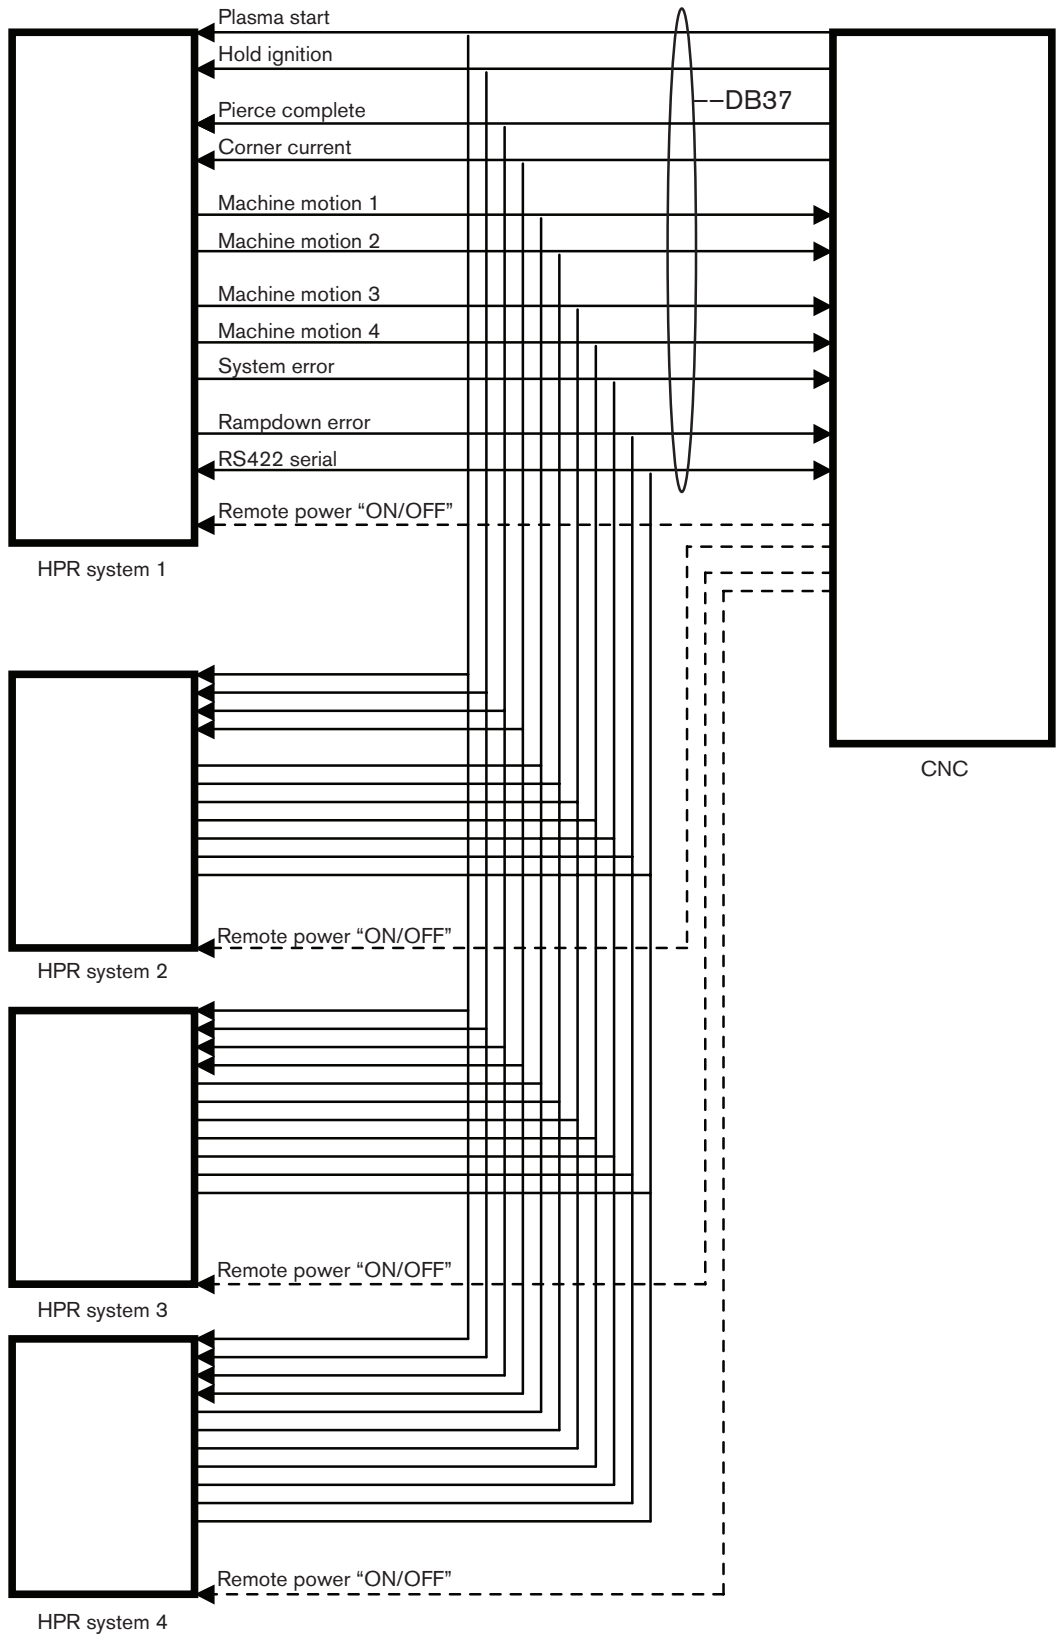 Plasma start
Hold ignition
--DB37
Pierce complete
Corner current
Machine motion 1
Machine motion 2
Machine motion 3
Machine motion 4
System error
Rampdown error
RS422 serial
Remote power “ON/OFF”
HPR system 1
CNC
Remote power “ON/OFF”
HPR system 2
Remote power “ON/OFF”
HPR system 3
Remote power “ON/OFF”
HPR system 4